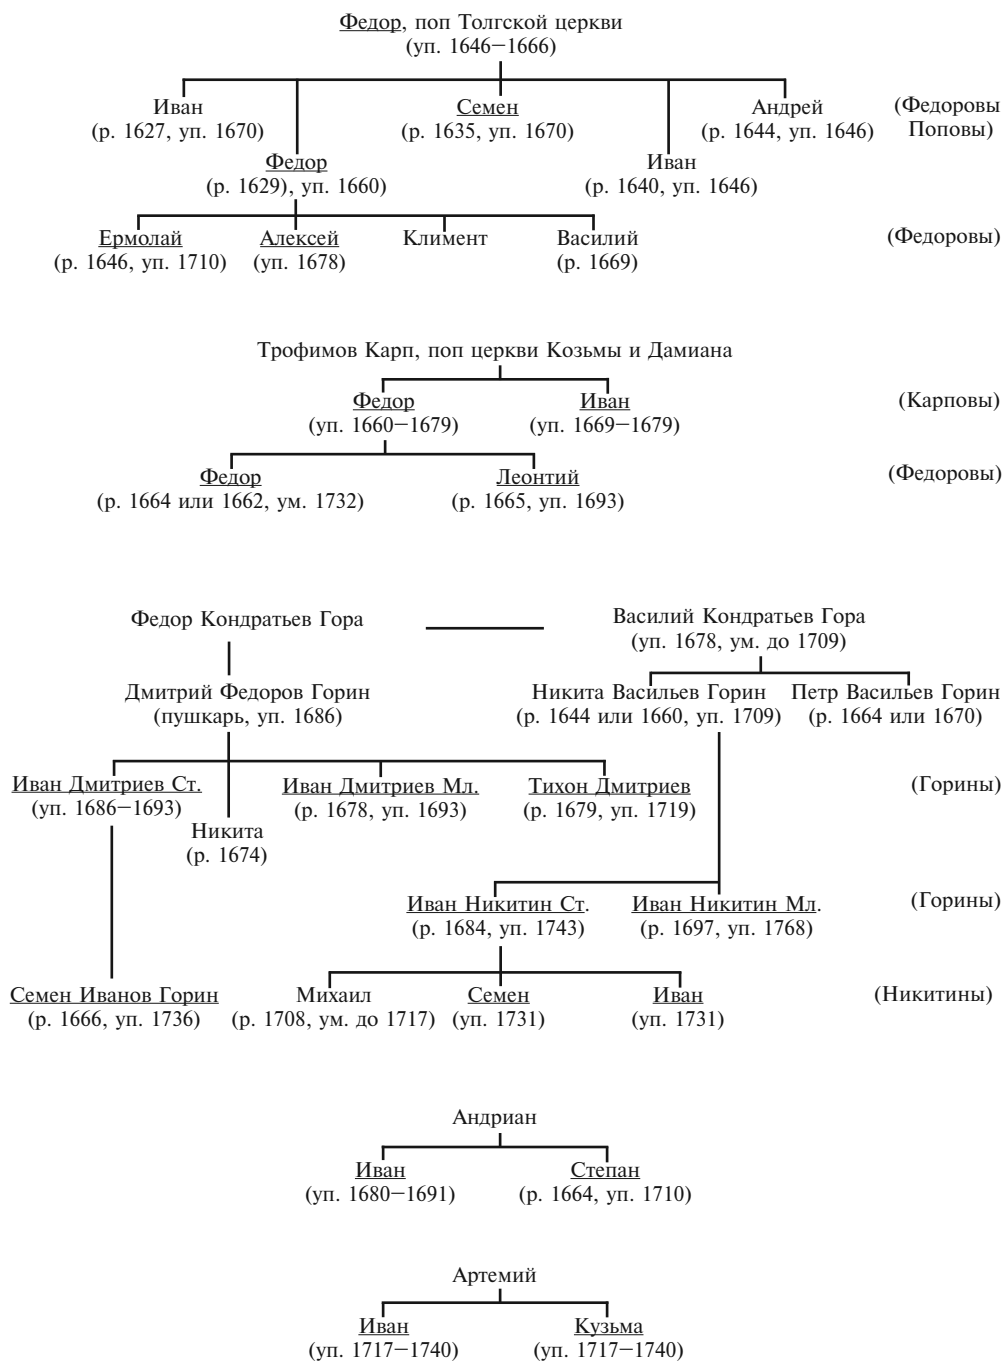 Федор, поп Толгской церкви
(уп. 1646–1666)
Иван
(р. 1627, уп. 1670)
Семен
(р. 1635, уп. 1670)
Андрей
(р. 1644, уп. 1646)
(Федоровы
Поповы)
Федор
(р. 1629), уп. 1660)
Иван
(р. 1640, уп. 1646)
Ермолай
(р. 1646, уп. 1710)
Алексей
(уп. 1678)
Климент
Василий
(р. 1669)
(Федоровы)
Трофимов Карп, поп церкви Козьмы и Дамиана
Федор
(уп. 1660–1679)
Иван
(уп. 1669–1679)
(Карповы)
Федор
(р. 1664 или 1662, ум. 1732)
Леонтий
(р. 1665, уп. 1693)
(Федоровы)
Федор Кондратьев Гора
Василий Кондратьев Гора
(уп. 1678, ум. до 1709)
Дмитрий Федоров Горин
(пушкарь, уп. 1686)
Никита Васильев Горин
(р. 1644 или 1660, уп. 1709)
Петр Васильев Горин
(р. 1664 или 1670)
Иван Дмитриев Ст.
(уп. 1686–1693)
Никита
(р. 1674)
Иван Дмитриев Мл.
(р. 1678, уп. 1693)
Тихон Дмитриев
(р. 1679, уп. 1719)
(Горины)
Иван Никитин Ст.
(р. 1684, уп. 1743)
Иван Никитин Мл.
(р. 1697, уп. 1768)
(Горины)
Семен Иванов Горин
(р. 1666, уп. 1736)
Михаил
(р. 1708, ум. до 1717)
Семен
(уп. 1731)
Иван
(уп. 1731)
(Никитины)
Андриан
Иван
(уп. 1680–1691)
Степан
(р. 1664, уп. 1710)
Артемий
Иван
(уп. 1717–1740)
Кузьма
(уп. 1717–1740)